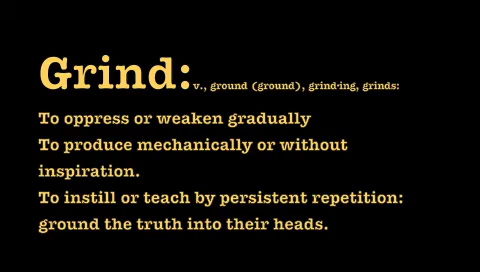 Grind: v., ground (ground), grind·ing, grinds:
To oppress or weaken gradually
To produce mechanically or without
inspiration.
To instill or teach by persistent repetition:
ground the truth into their heads.